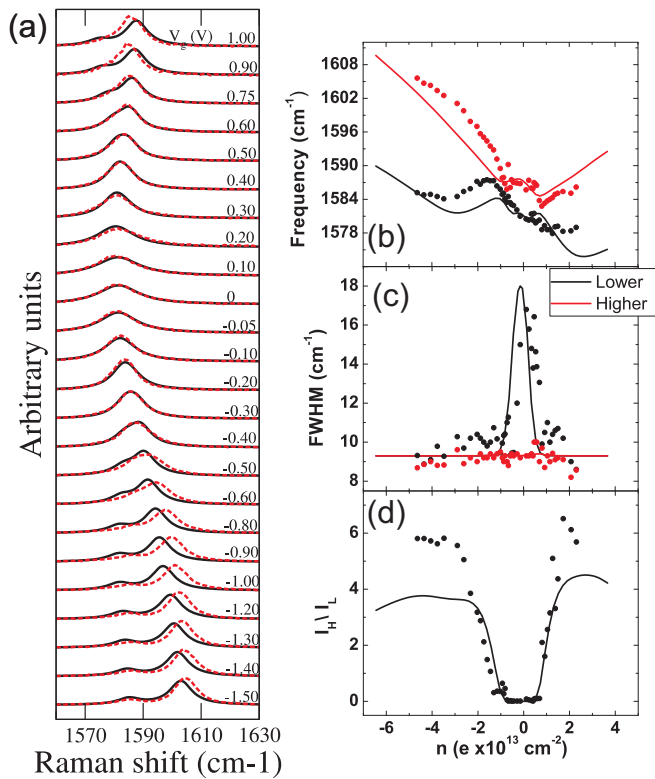 (a)
V_g (V)
1.00
0.90
0.75
0.60
0.50
0.40
0.30
0.20
0.10
0
-0.05
-0.10
-0.20
-0.30
-0.40
-0.50
-0.60
-0.80
-0.90
-1.00
-1.20
-1.30
-1.40
-1.50
Arbitrary units
1570 1590 1610 1630
Raman shift (cm-1)
1608
1602
1596
1590
1584
1578
Frequency (cm⁻¹)
(b)
(c)
Lower
Higher
18
16
14
12
10
8
FWHM (cm⁻¹)
(d)
6
4
2
0
I_H\ I_L
-6 -4 -2 0 2 4
n (e x10¹³ cm⁻²)